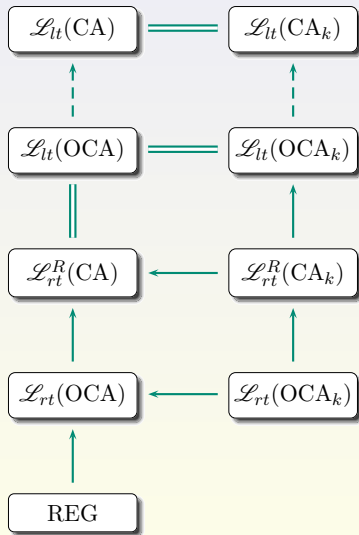 ℒ_lt(CA) ℒ_lt(CA_k)
ℒ_lt(OCA) ℒ_lt(OCA_k)
ℒ^R_rt(CA) ℒ^R_rt(CA_k)
ℒ_rt(OCA) ℒ_rt(OCA_k)
REG